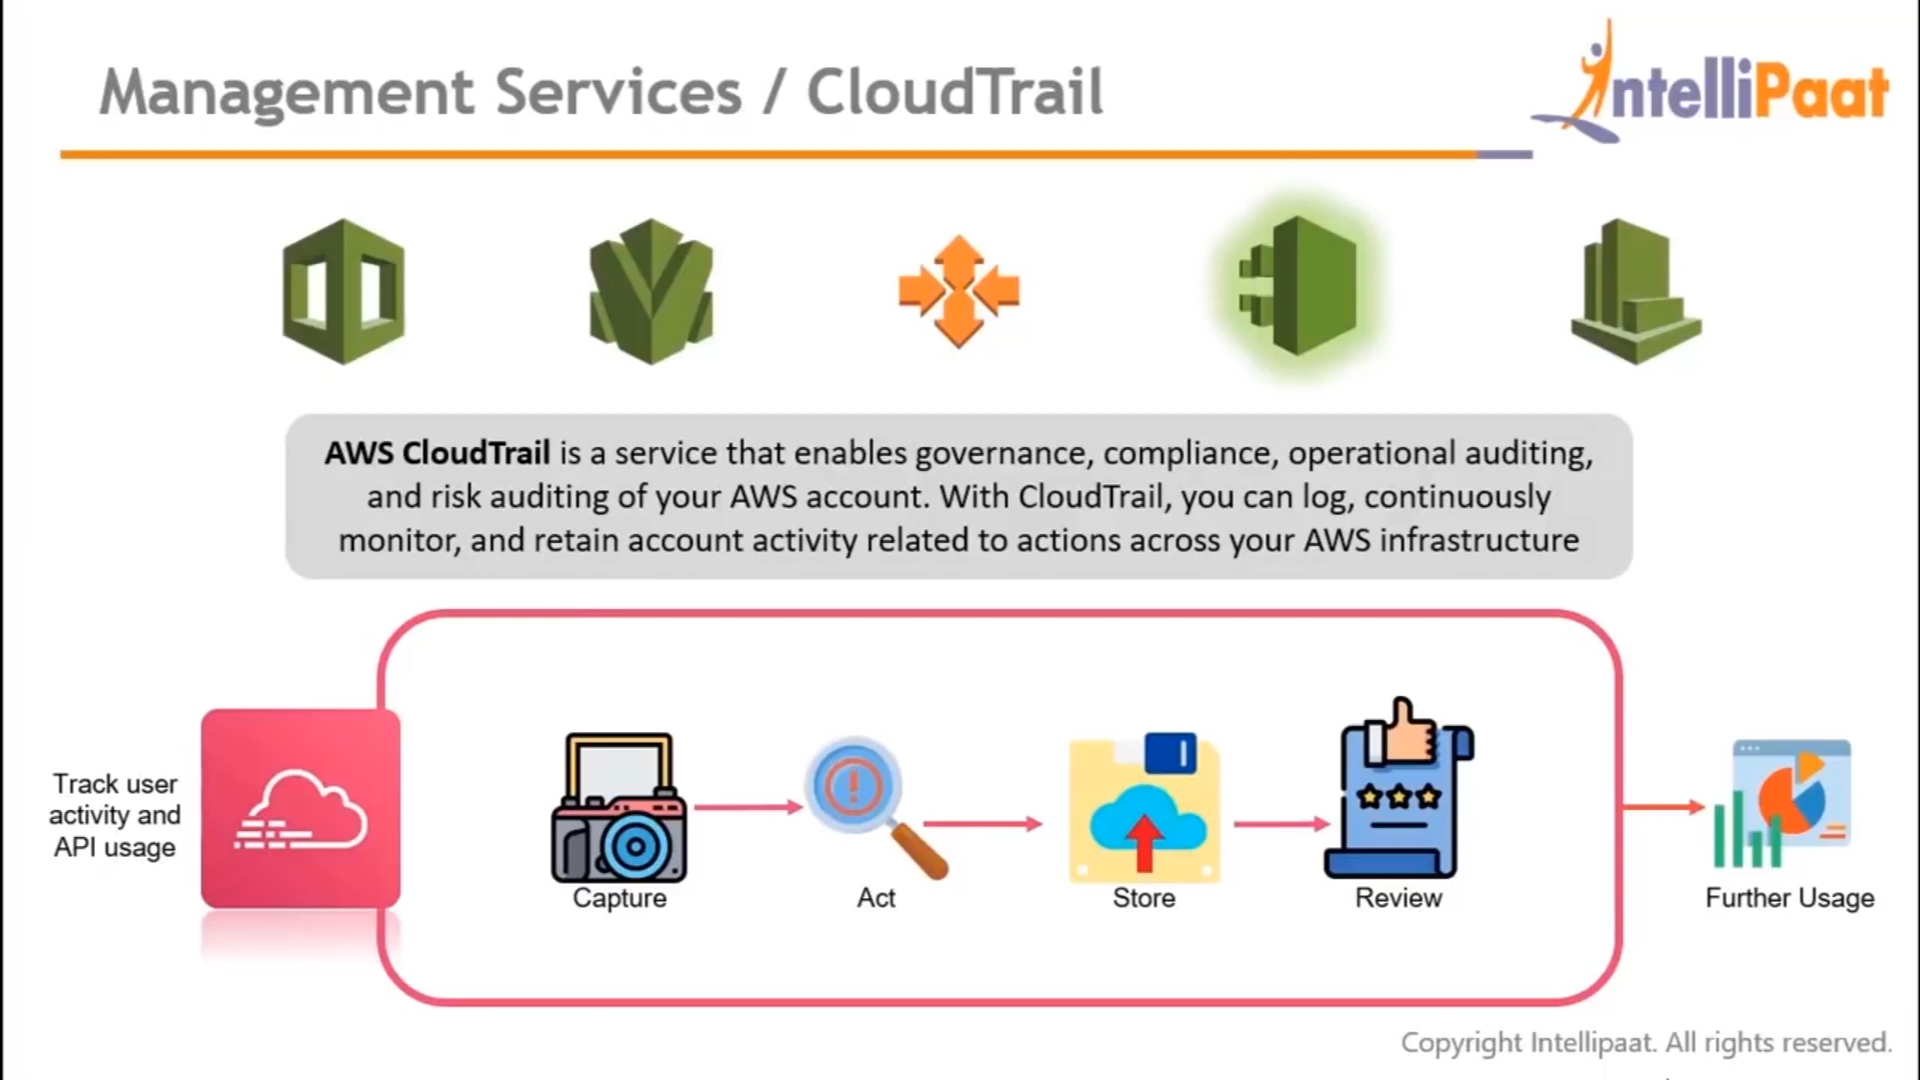 Management Services / CloudTrail
IntelliPaat
AWS CloudTrail is a service that enables governance, compliance, operational auditing,
and risk auditing of your AWS account. With CloudTrail, you can log, continuously
monitor, and retain account activity related to actions across your AWS infrastructure
Track user
activity and
API usage
Capture
Act
Store
Review
Further Usage
Copyright Intellipaat. All rights reserved.